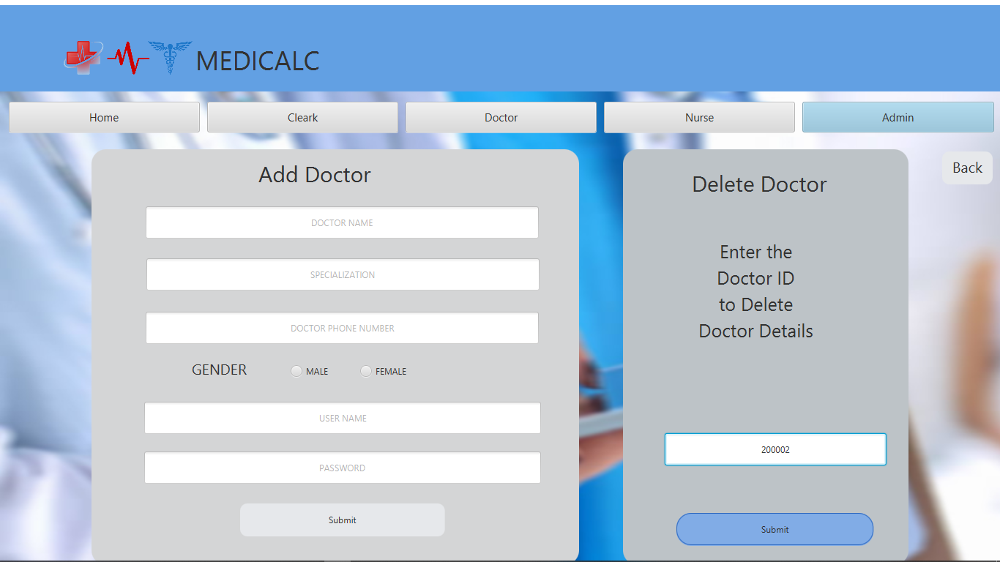 MEDICALC
Home
Cleark
Doctor
Nurse
Admin
Back
Add Doctor
DOCTOR NAME
SPECIALIZATION
DOCTOR PHONE NUMBER
GENDER
MALE
FEMALE
USER NAME
PASSWORD
Submit
Delete Doctor
Enter the
Doctor ID
to Delete
Doctor Details
200002
Submit